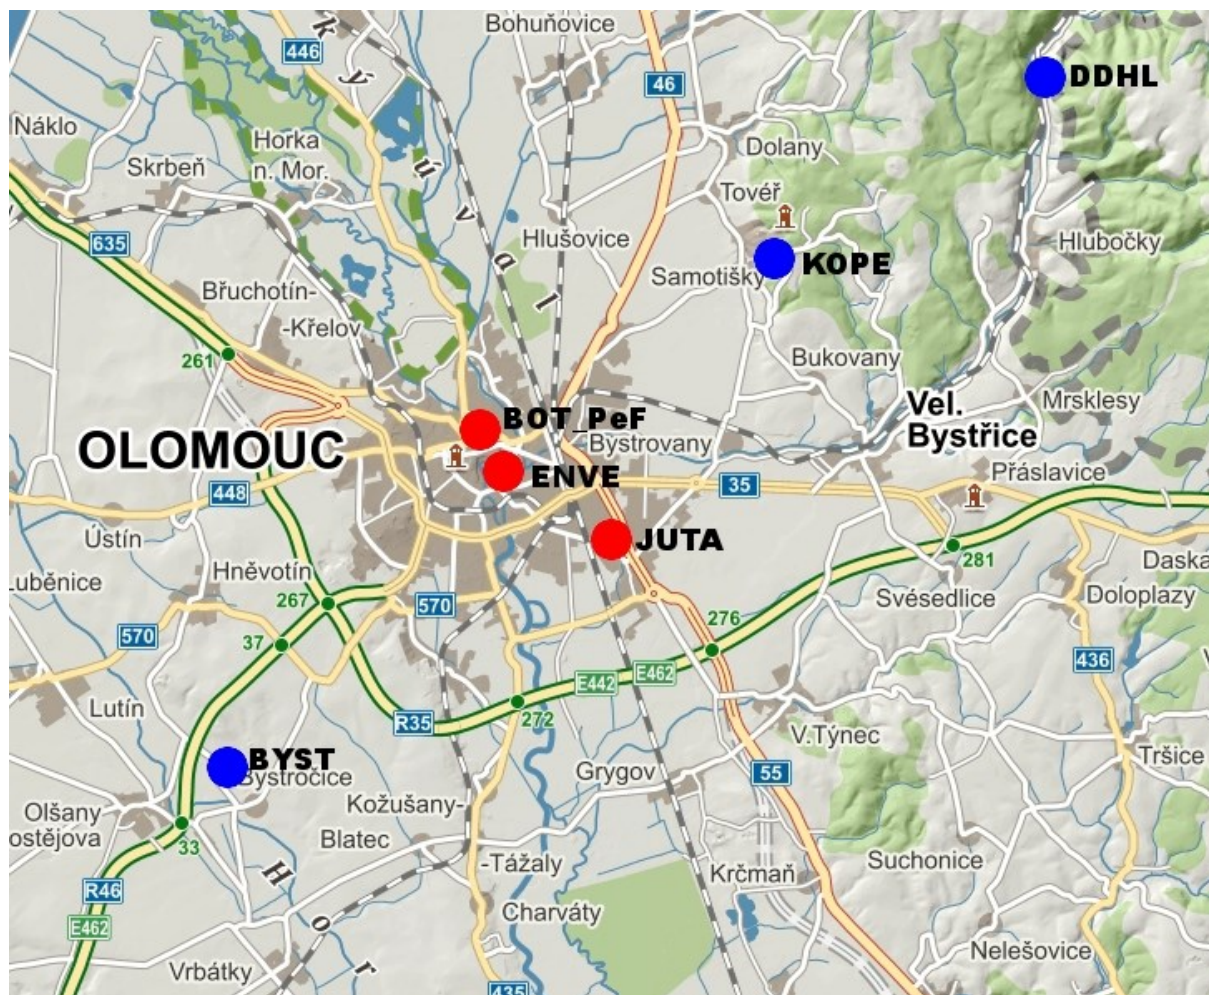 Bohuňovice
446
k
ý
ú
v
a
l
46
DDHL
Náklo
Skrbeň
Horka
n. Mor.
Dolany
Tovéř
Hlušovice
Hlubočky
635
Samotišky
KOPE
Břuchotín-
-Křelov
261
Bukovany
Vel.
Bystřice
Mrsklesy
BOT_PeF
OLOMOUC
Bystrovany
ENVE
Přáslavice
448
35
Ústín
JUTA
281
Daska
Luběnice
Hněvotín
267
570
Svésedlice
Doloplazy
570
37
276
436
E442
E462
Lutín
R35
272
V.Týnec
BYST
Bystročice
Grygov
55
Tršice
Olšany
ostějova
33
Kožušany-
Blatec
-Tážaly
Krčmaň
Suchonice
R46
E462
H
o
r
Charváty
Vrbátky
Nelešovice
435